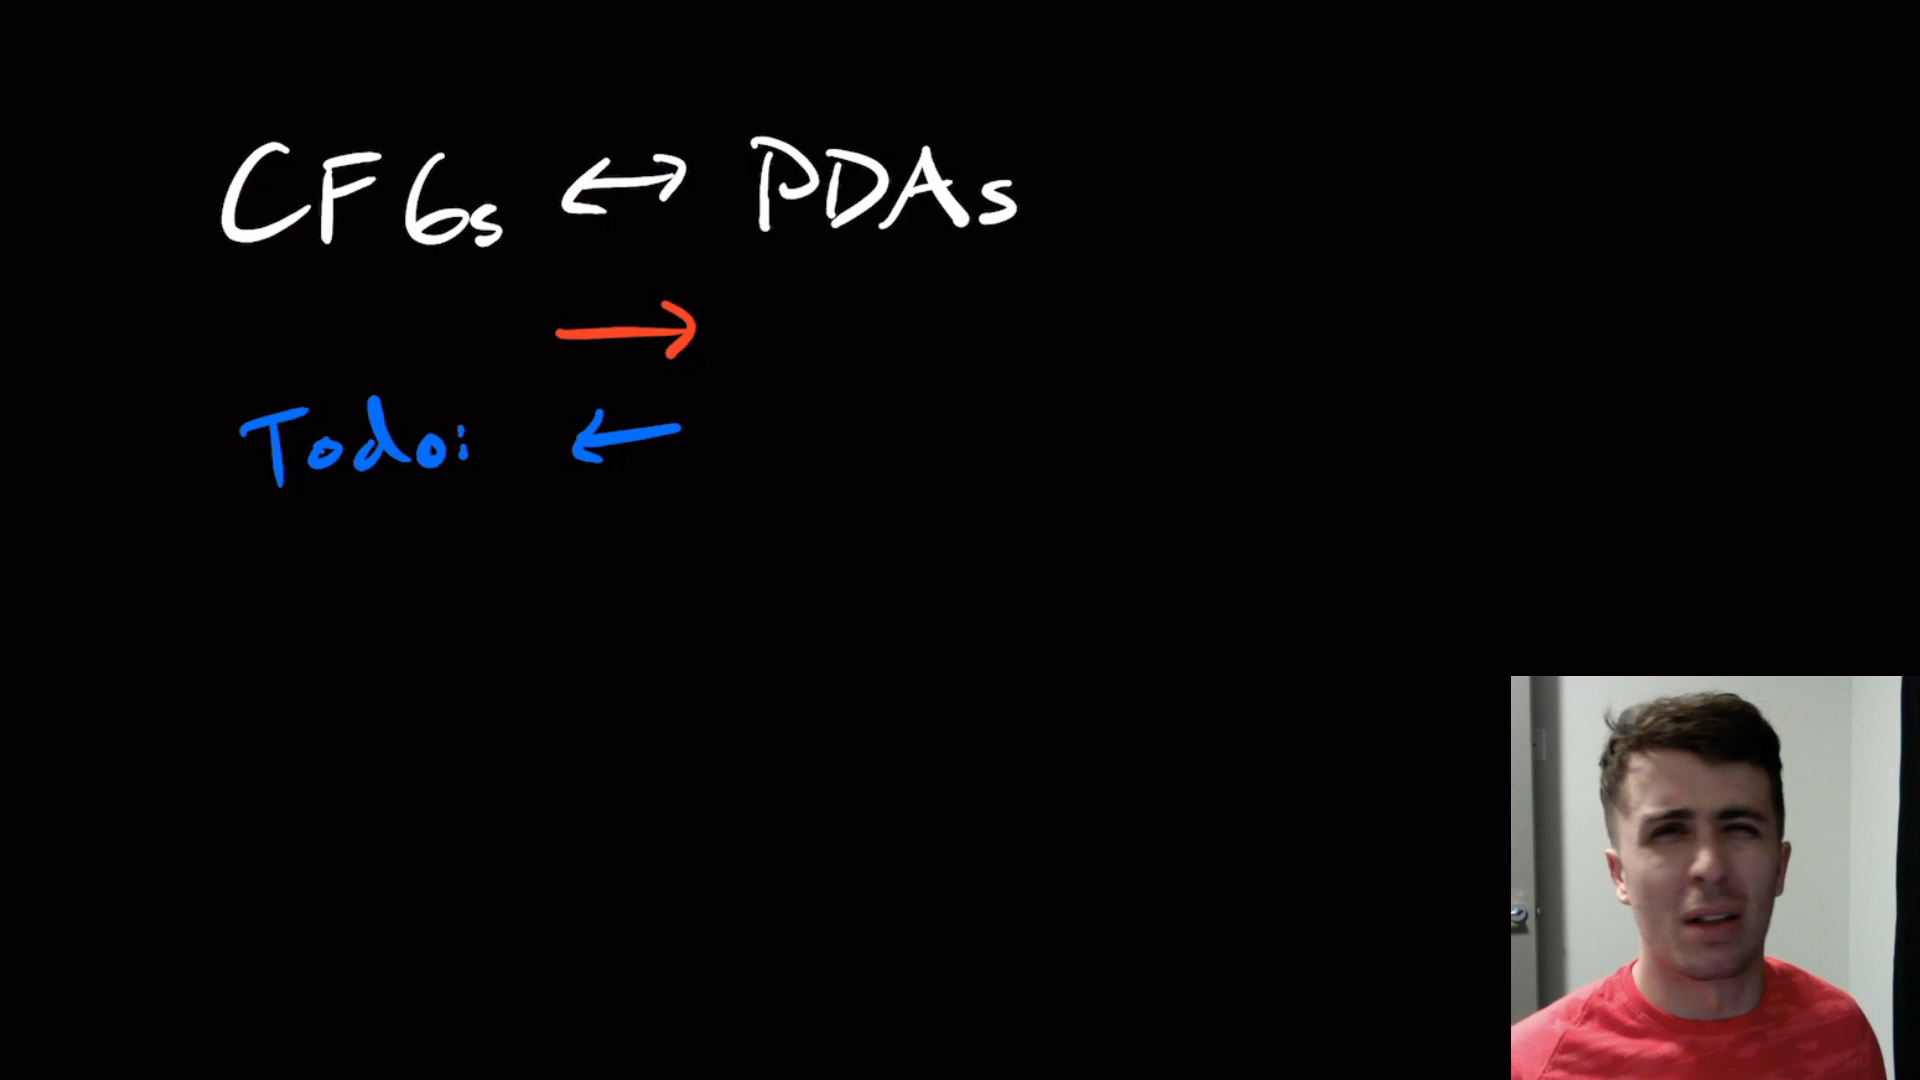 CFGs ↔ PDAs
→
Todo: ←